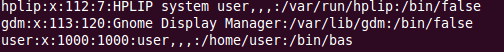 hplip:x:112:7:HPLIP system user,,,:/var/run/hplip:/bin/false
gdm:x:113:120:Gnome Display Manager:/var/lib/gdm:/bin/false
user:x:1000:1000:user,,,:/home/user:/bin/bas